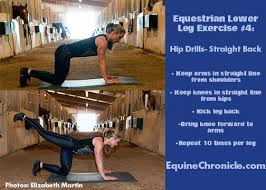 Equestrian Lower
Leg Exercise #4:
Hip Drills- Straight Back
- Keep arms in straight line
from shoulders
- Keep knees in straight line
from hips
- Kick leg back
- Bring knee forward to
arms
- Repeat 10 times per leg
EquineChronicle.com
Photos: Elizabeth Martin